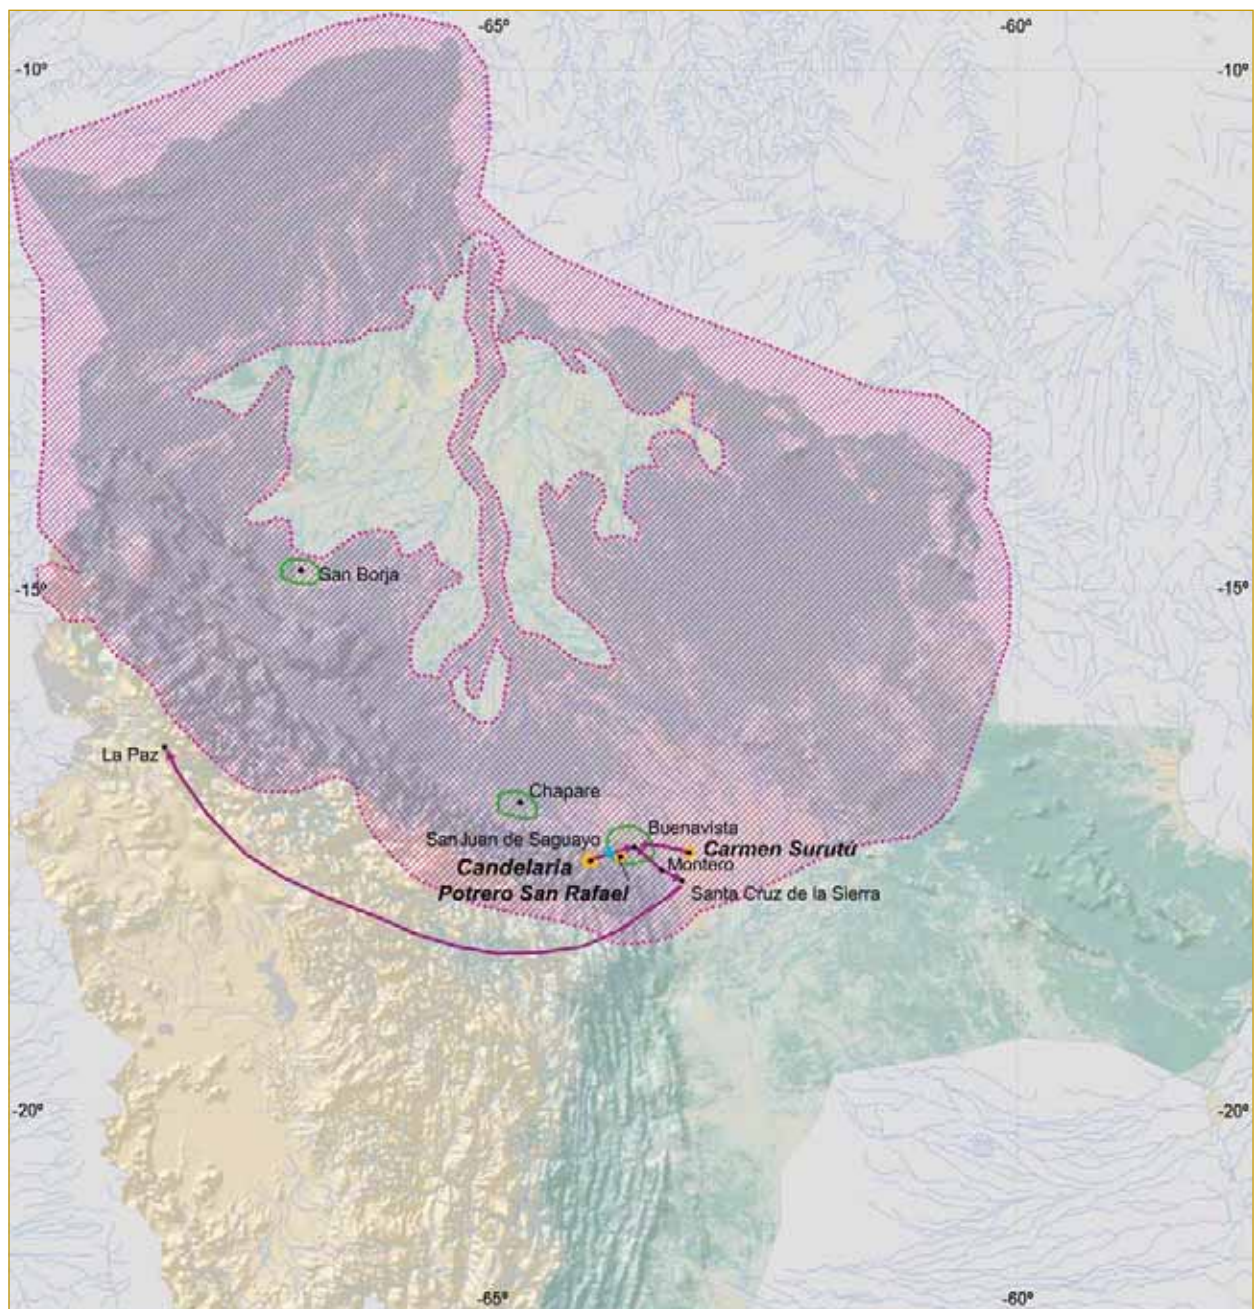 -65º
-60º
-10º
-10º
San Borja
-15º
-15º
La Paz
Chapare
San Juan de Saguayo
Buenavista
Candelaria
Carmen Surutú
Montero
Potrero San Rafael
Santa Cruz de la Sierra
-20º
-20º
-65º
-60º